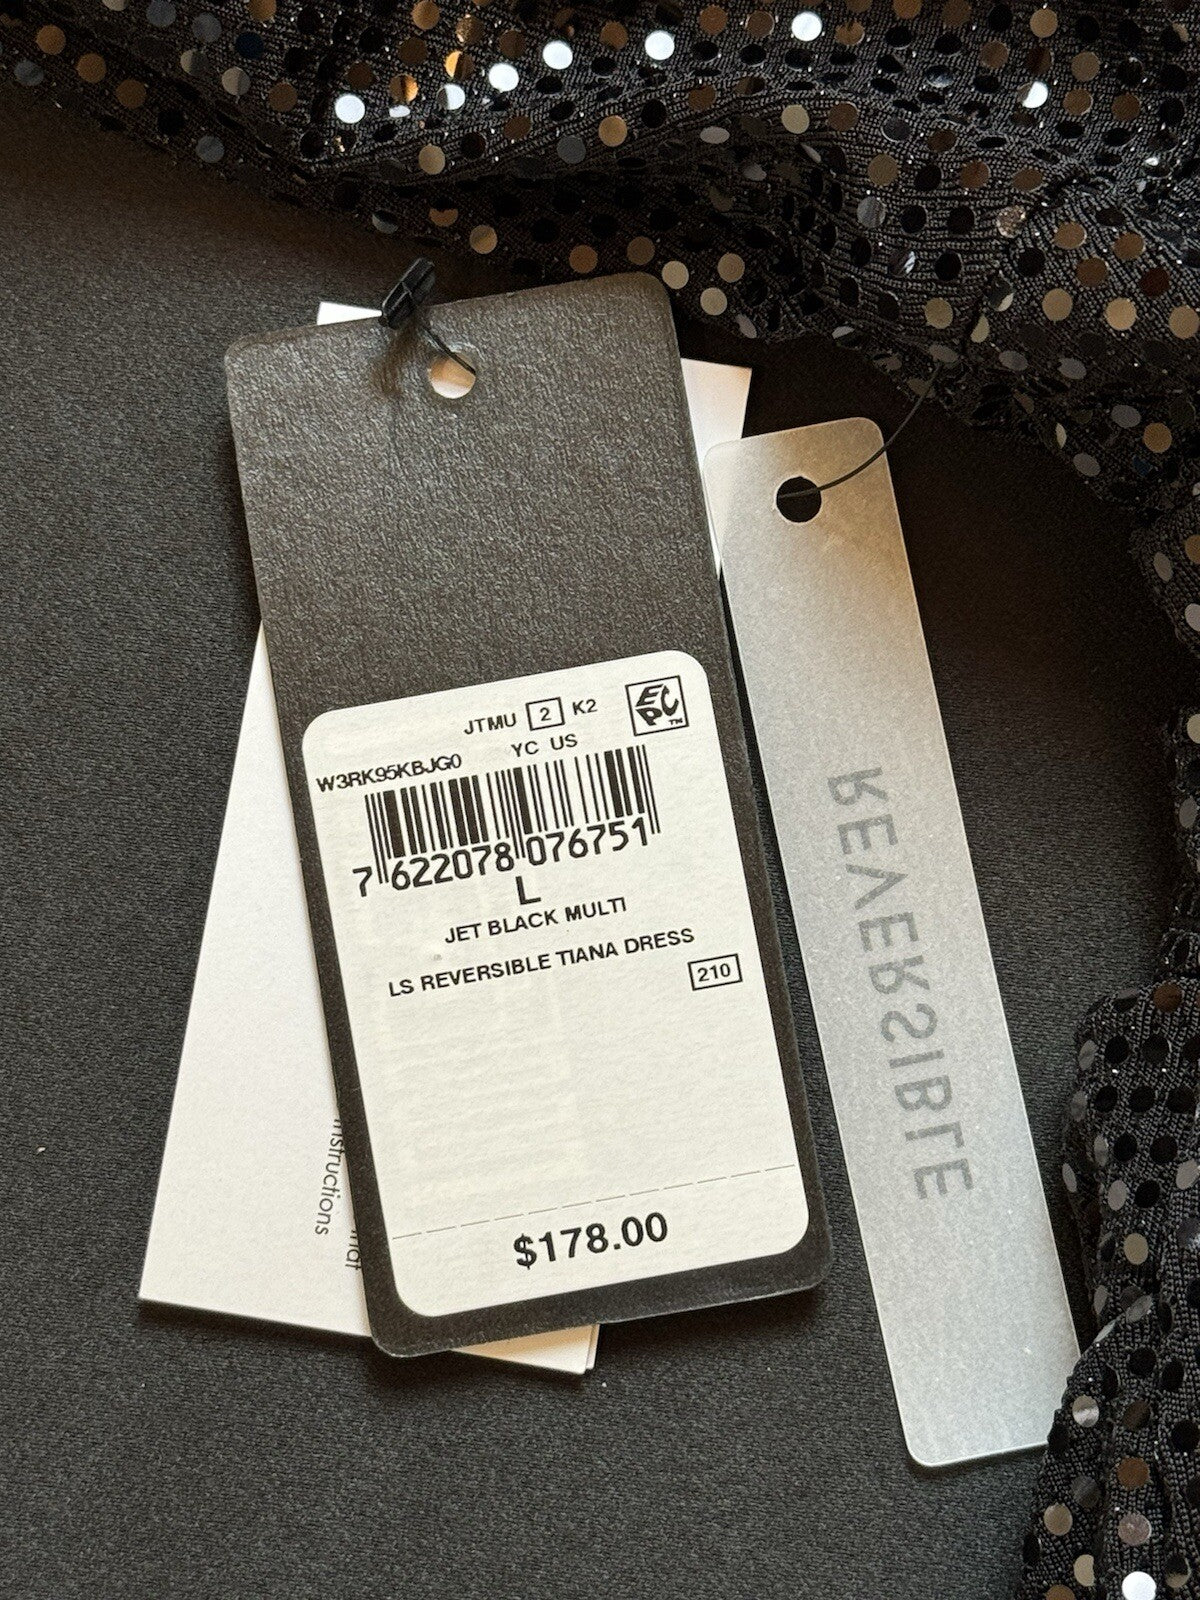 JTMU 2 K2
EPC™
YC US
W3RK95KBJG0
7 622078 076751
L
JET BLACK MULTI
LS REVERSIBLE TIANA DRESS
210
$178.00
REVERSIBLE
instructions